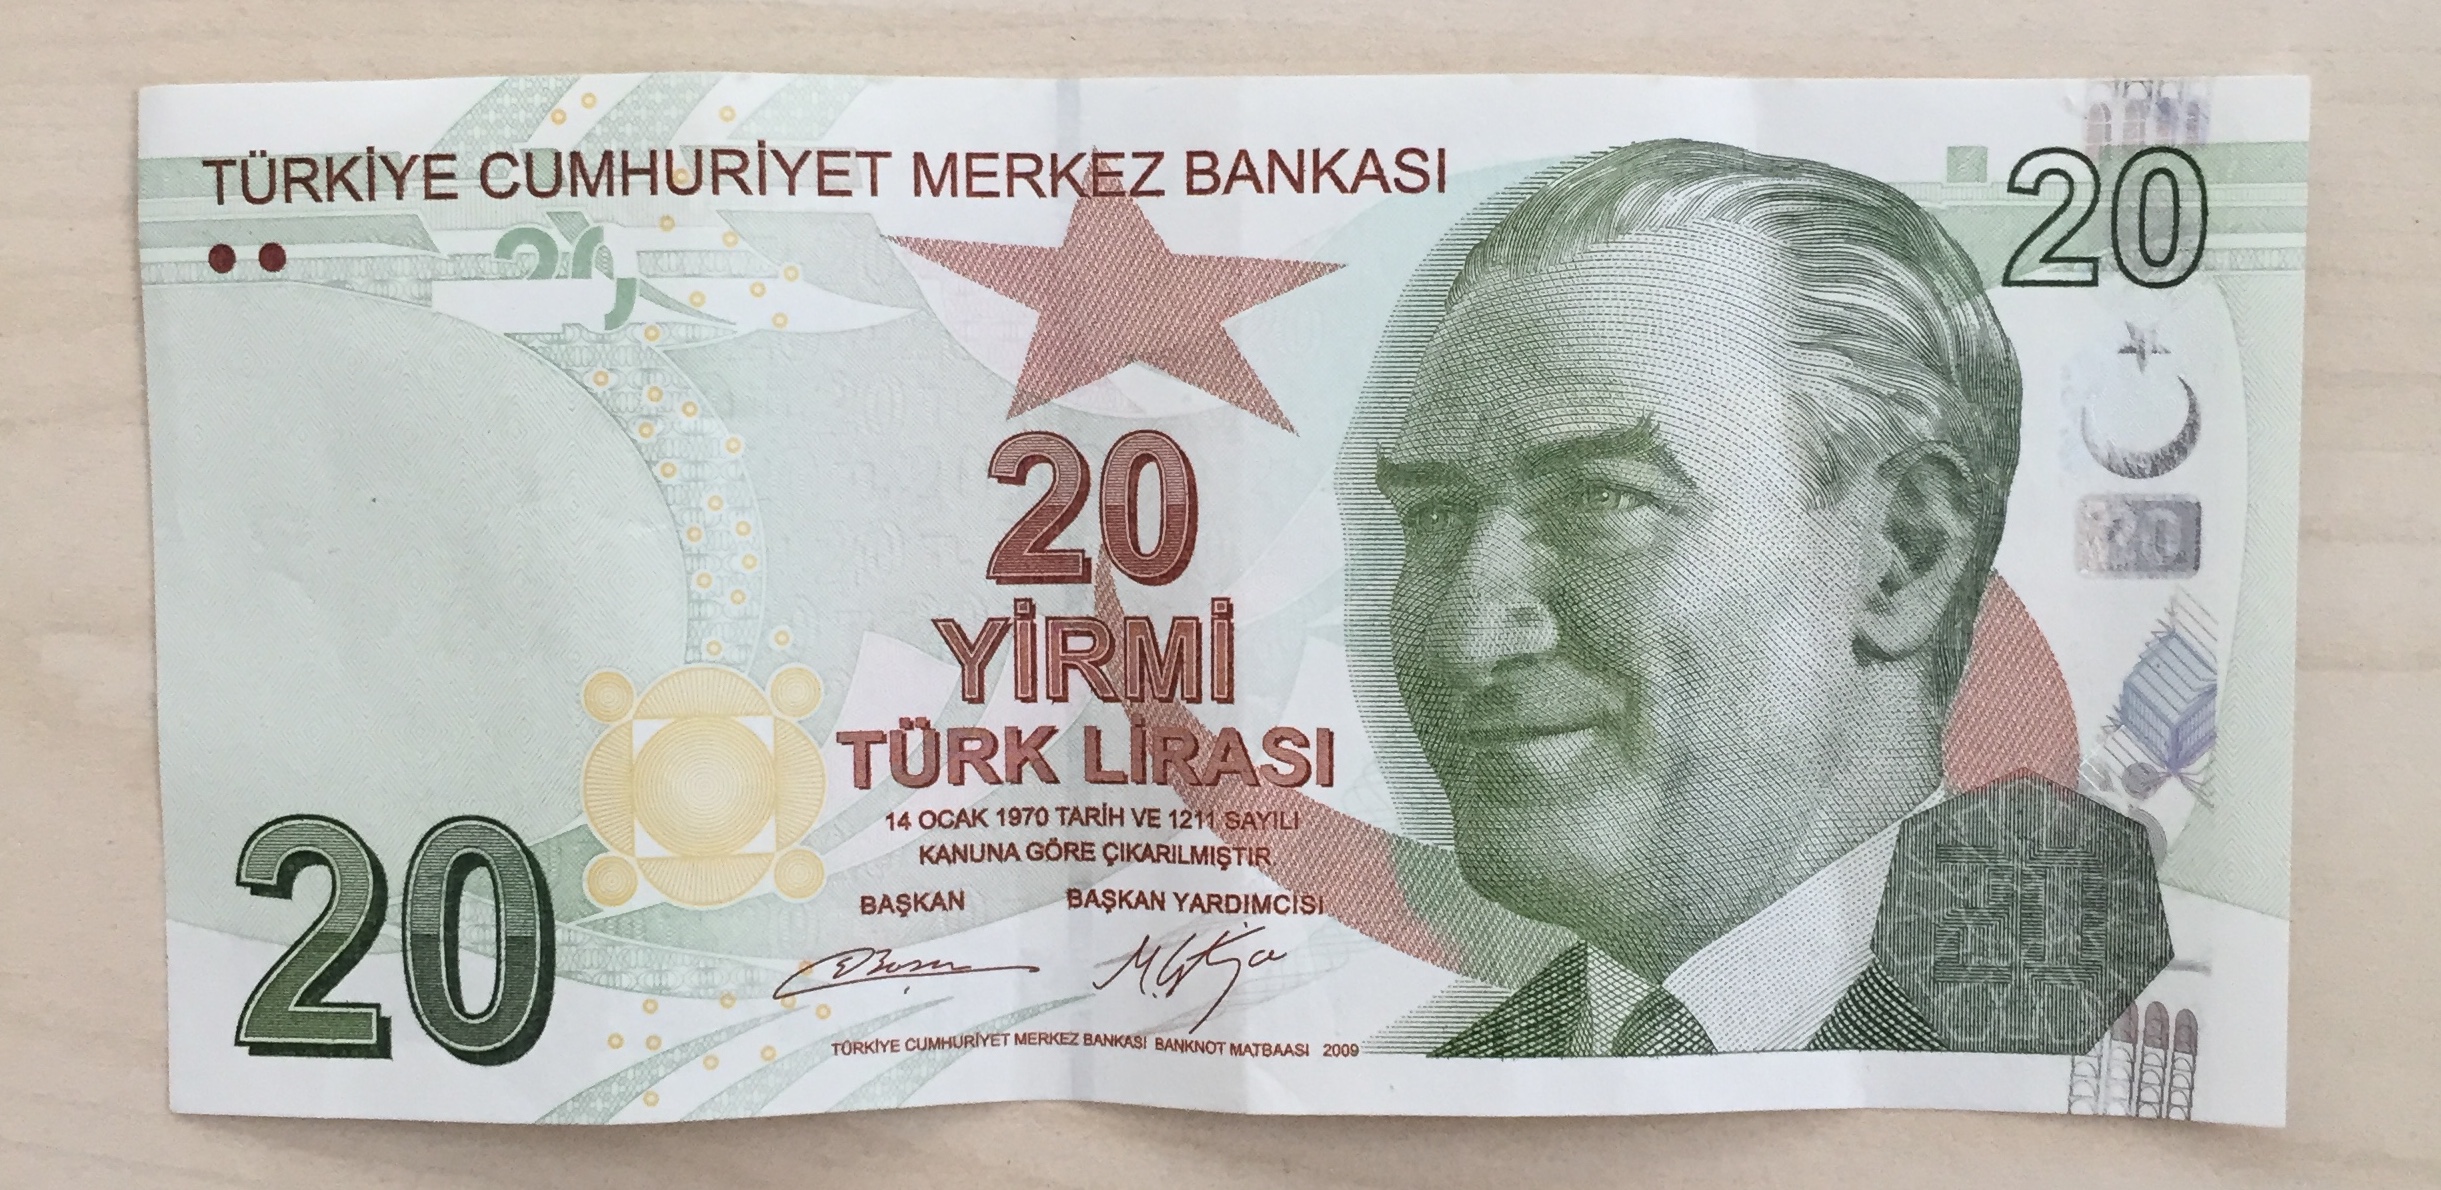 TÜRKİYE CUMHURİYET MERKEZ BANKASI
20
20
20
20
YİRMİ
TÜRK LİRASI
14 OCAK 1970 TARİH VE 1211 SAYILI
KANUNA GÖRE ÇIKARILMIŞTIR.
BAŞKAN BAŞKAN YARDIMCISI
20
TÜRKİYE CUMHURİYET MERKEZ BANKASI BANKNOT MATBAASI 2009